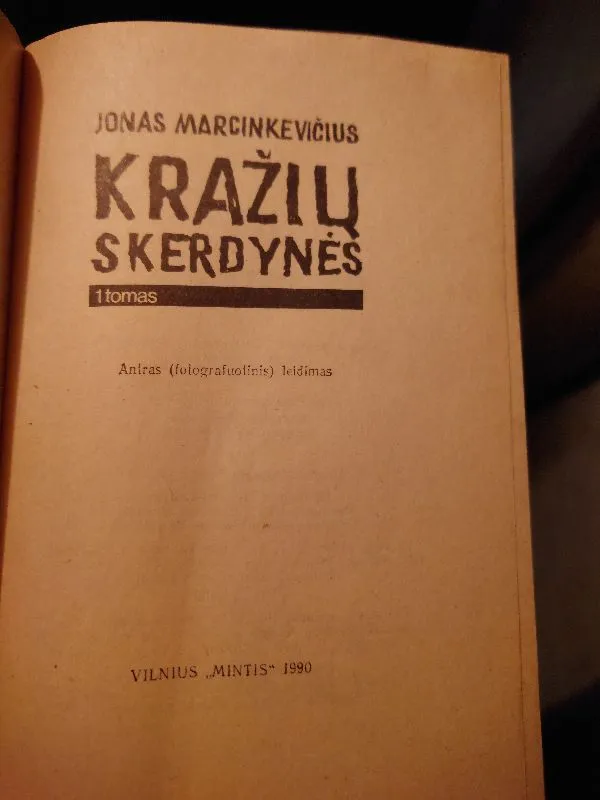 JONAS MARCINKEVIČIUS
KRAŽIŲ
SKERDYNĖS
1 tomas
Antras (fotografuotinis) leidimas
VILNIUS „MINTIS“ 1990